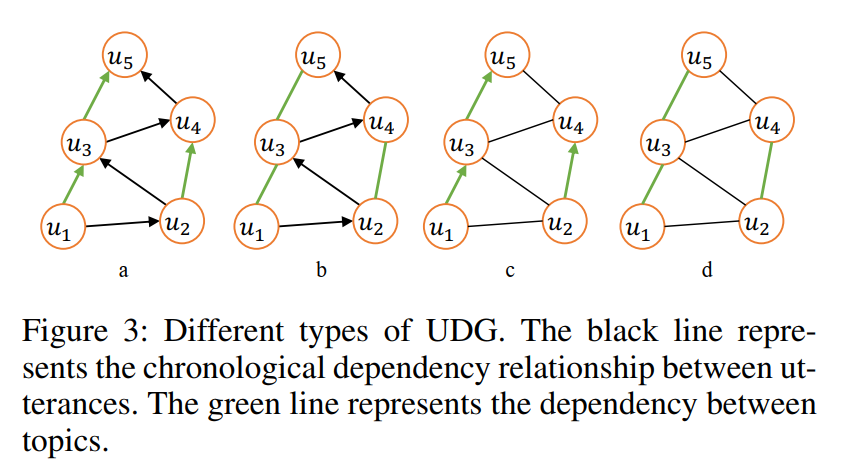 u5 u5 u5 u5
u4 u4 u4 u4
u3 u3 u3 u3
u1 u2 u1 u2 u1 u2 u1 u2
a b c d
Figure 3: Different types of UDG. The black line repre-
sents the chronological dependency relationship between ut-
terances. The green line represents the dependency between
topics.